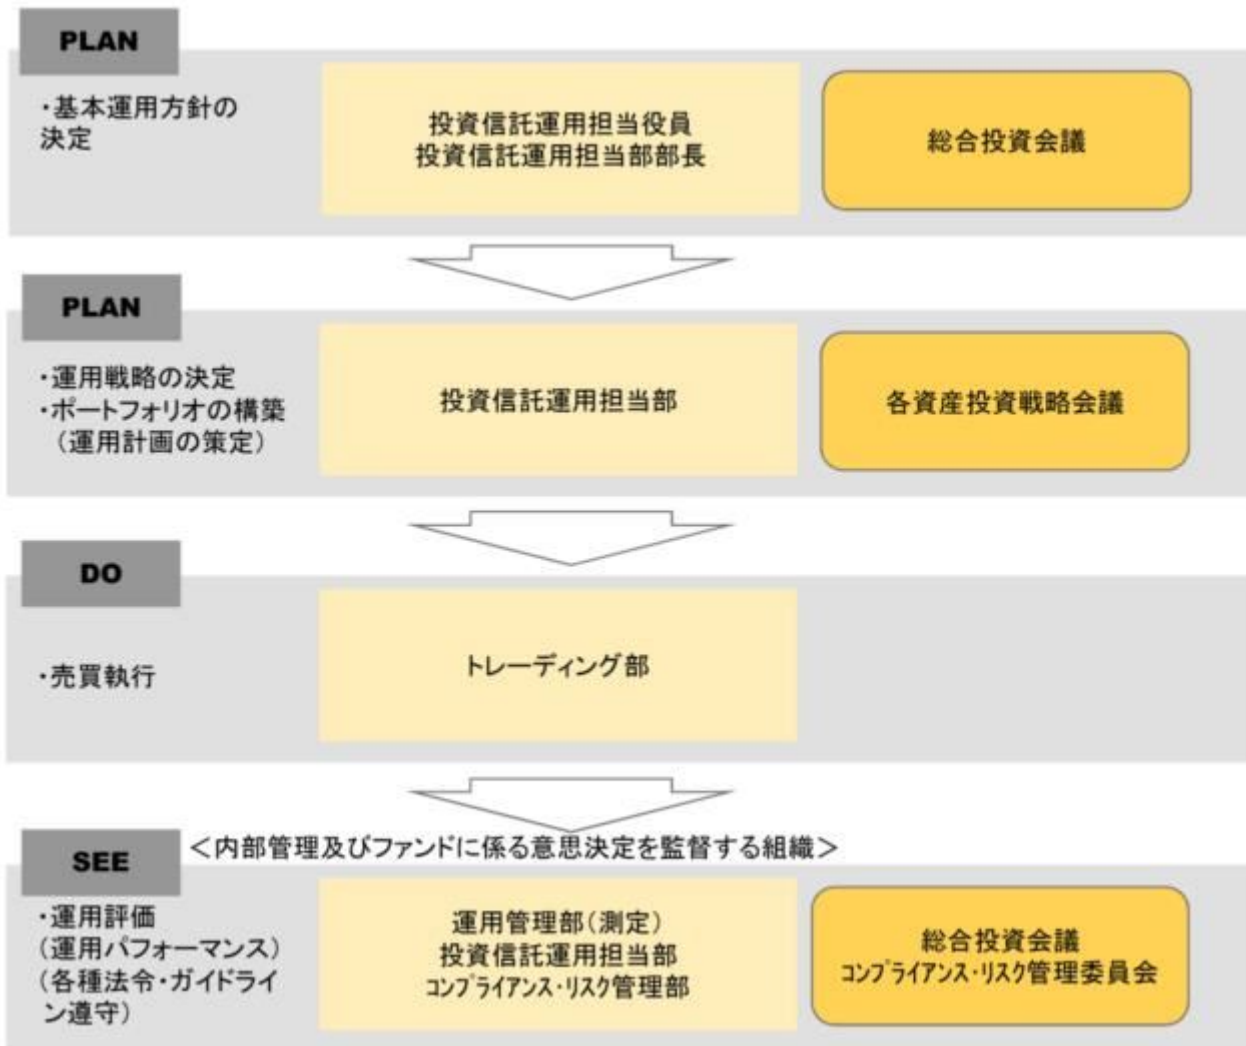 PLAN
・基本運用方針の
決定
投資信託運用担当役員
投資信託運用担当部部長
総合投資会議
PLAN
・運用戦略の決定
・ポートフォリオの構築
（運用計画の策定）
投資信託運用担当部
各資産投資戦略会議
DO
・売買執行
トレーディング部
SEE
＜内部管理及びファンドに係る意思決定を監督する組織＞
・運用評価
（運用パフォーマンス）
（各種法令・ガイドライ
ン遵守）
運用管理部（測定）
投資信託運用担当部
ｺﾝﾌﾟﾗｲｱﾝｽ・ﾘｽｸ管理部
総合投資会議
ｺﾝﾌﾟﾗｲｱﾝｽ・ﾘｽｸ管理委員会